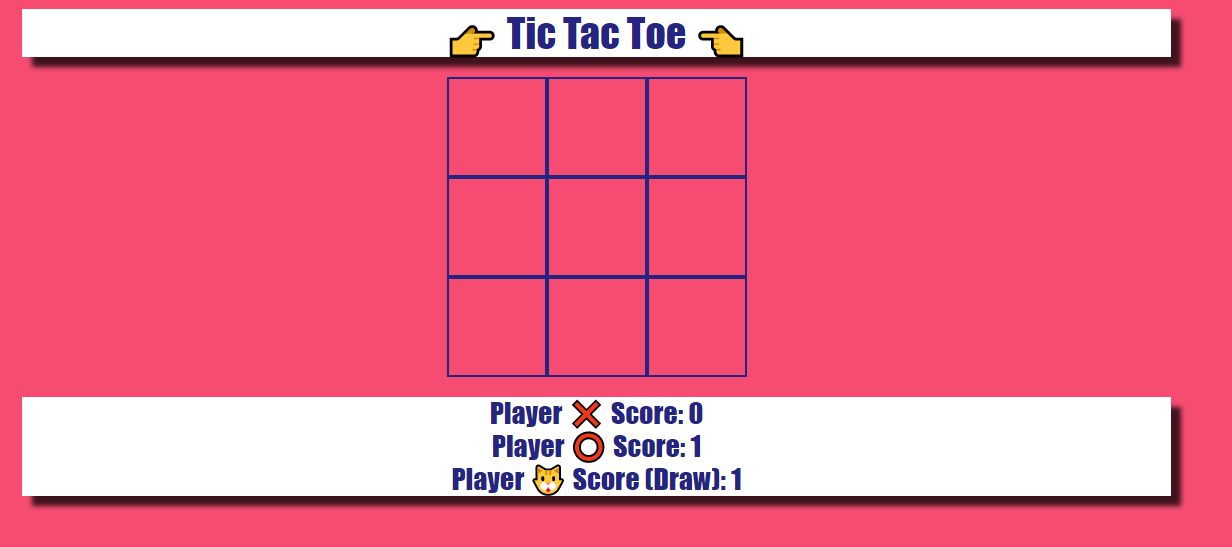 👉 Tic Tac Toe 👈
Player ❌ Score: 0
Player ⭕ Score: 1
Player 🐱 Score (Draw): 1